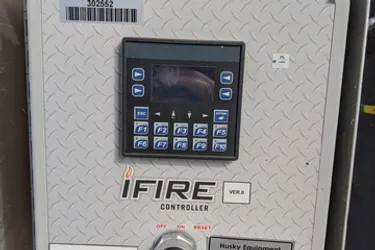 302552
ESC
F1 F2 F3 F4 F5
F6 F7 F8 F9 F10
iFIRE
VER.II
CONTROLLER
OFF ON RESET
Husky Equipment